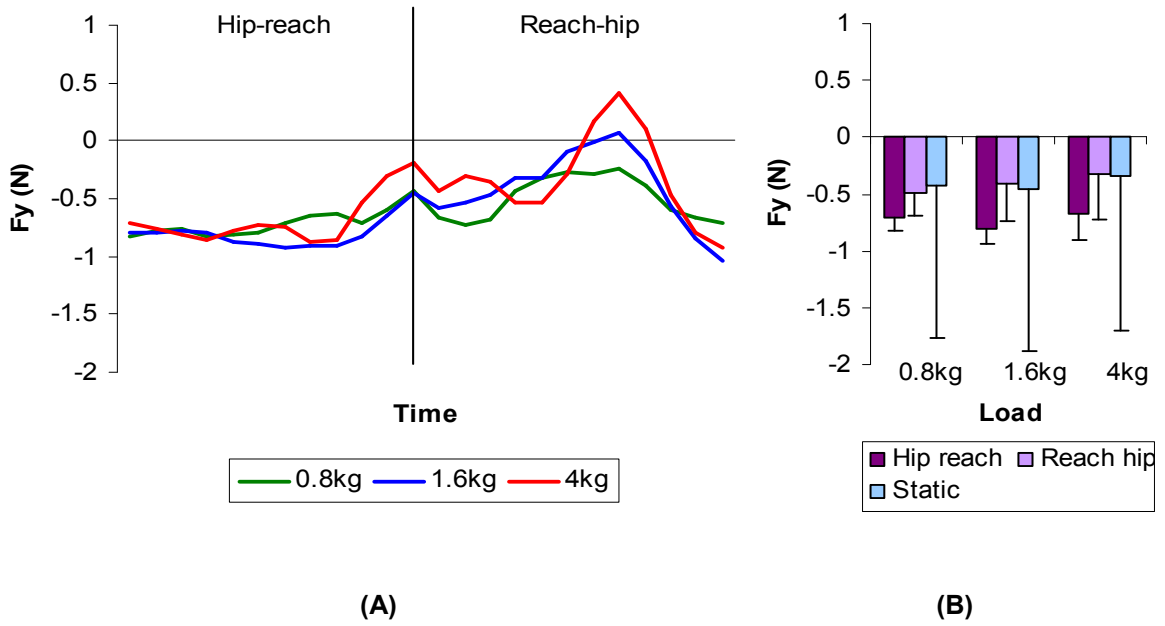 Hip-reach
Reach-hip
1
0.5
0
-0.5
-1
-1.5
-2
Fy (N)
Time
0.8kg 1.6kg 4kg
(A)
1
0.5
0
-0.5
-1
-1.5
-2
Fy (N)
0.8kg 1.6kg 4kg
Load
Hip reach Reach hip
Static
(B)